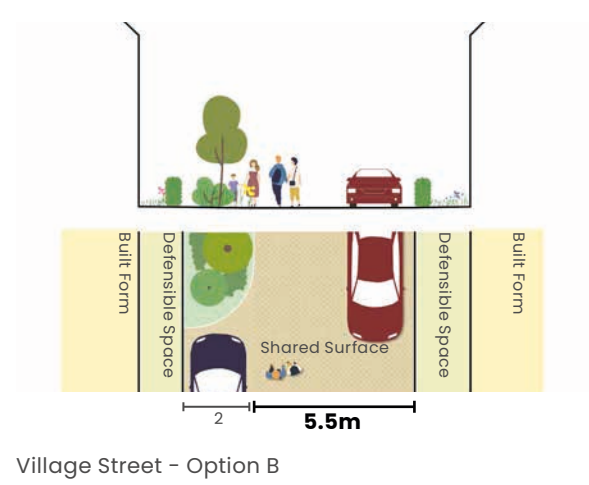 Built Form
Defensible Space
Shared Surface
Defensible Space
Built Form
2
5.5m
Village Street - Option B